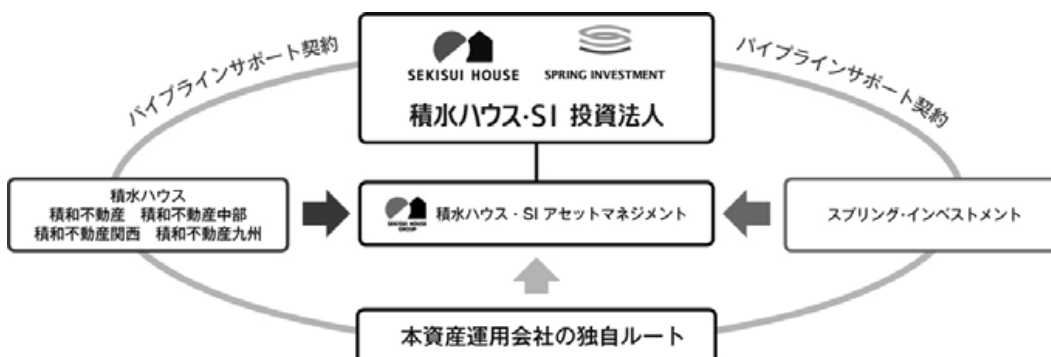 パイプラインサポート契約
SEKISUI HOUSE
SPRING INVESTMENT
積水ハウス・SI 投資法人
パイプラインサポート契約
積水ハウス
積和不動産 積和不動産中部
積和不動産関西 積和不動産九州
SEKISUI HOUSE
GROUP
積水ハウス・SI アセットマネジメント
スプリング・インベストメント
本資産運用会社の独自ルート